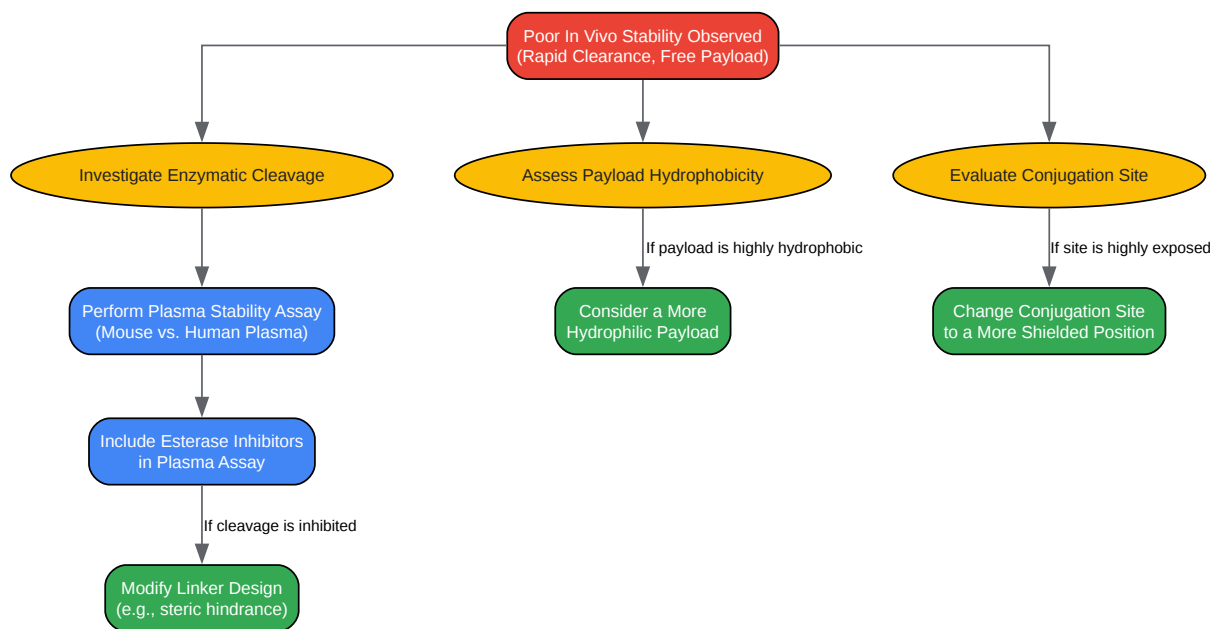 Poor In Vivo Stability Observed
(Rapid Clearance, Free Payload)
Investigate Enzymatic Cleavage
Assess Payload Hydrophobicity
Evaluate Conjugation Site
If payload is highly hydrophobic
If site is highly exposed
Perform Plasma Stability Assay
(Mouse vs. Human Plasma)
Consider a More
Hydrophilic Payload
Change Conjugation Site
to a More Shielded Position
Include Esterase Inhibitors
in Plasma Assay
If cleavage is inhibited
Modify Linker Design
(e.g., steric hindrance)